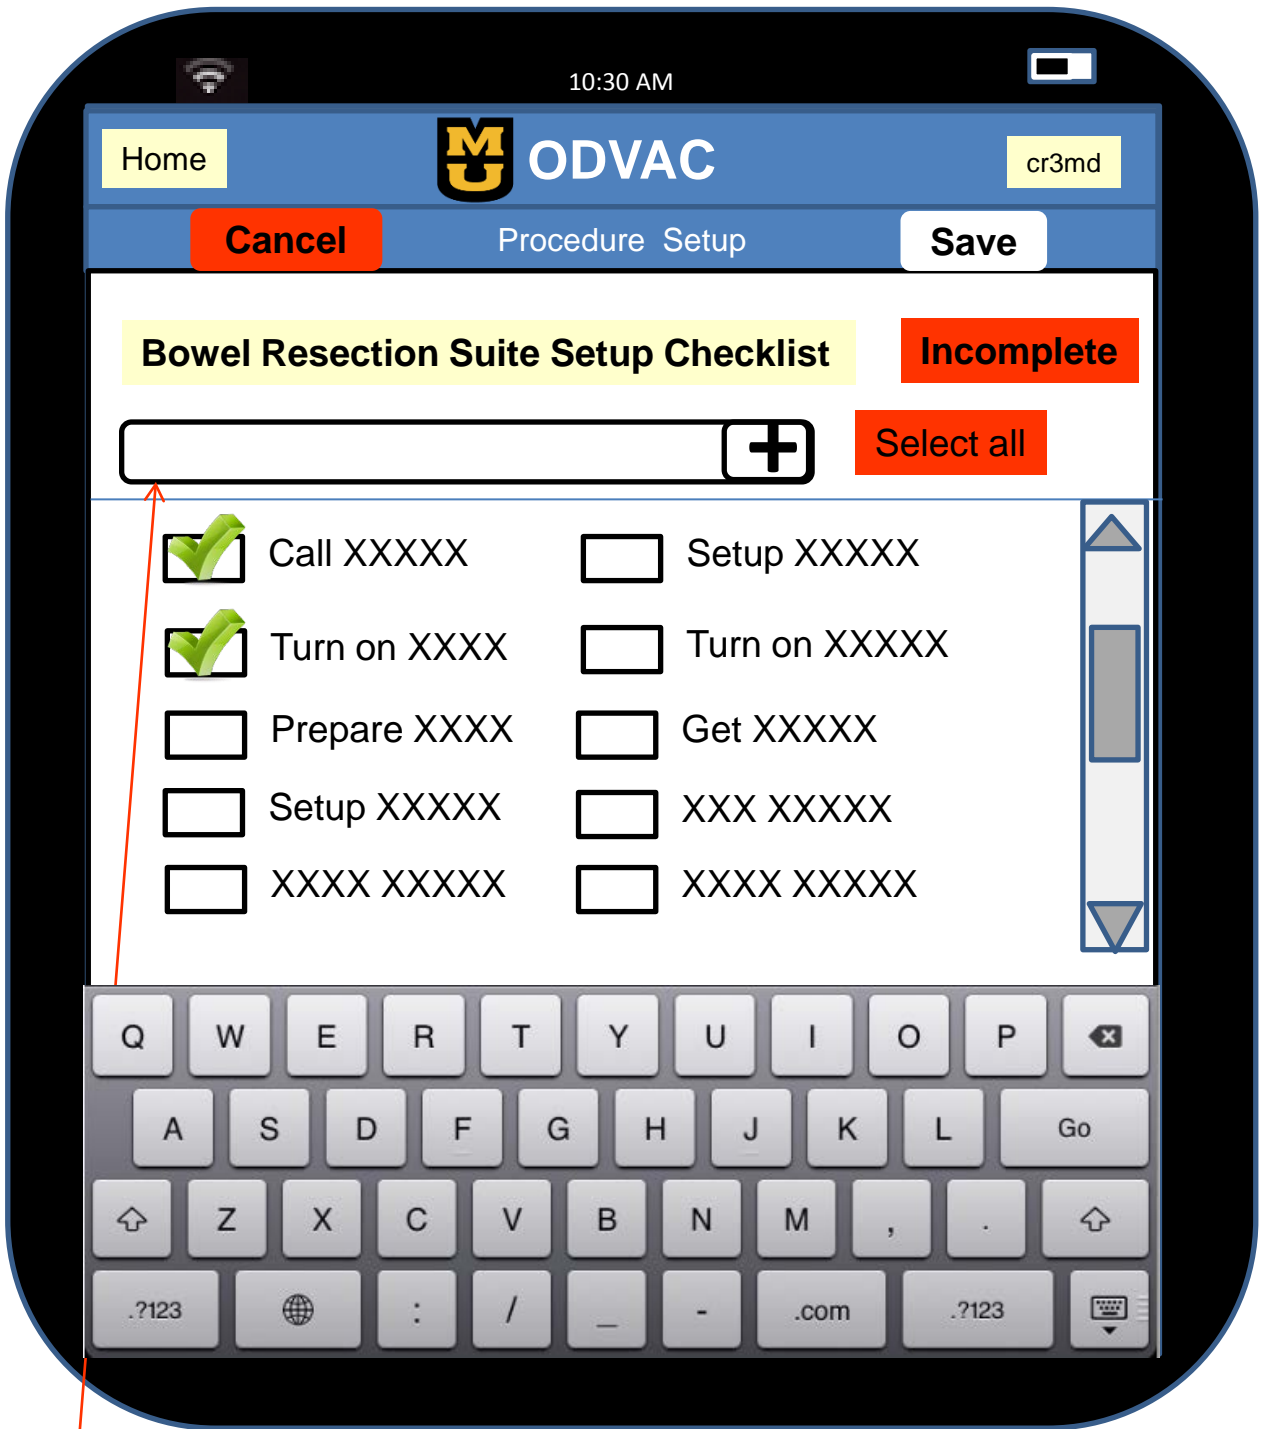 10:30 AM
Home MU ODVAC cr3md
Cancel Procedure Setup Save
Bowel Resection Suite Setup Checklist Incomplete
+ Select all
Call XXXXX Setup XXXXX
Turn on XXXX Turn on XXXXX
Prepare XXXX Get XXXXX
Setup XXXXX XXX XXXXX
XXXX XXXXX XXXX XXXXX
Q W E R T Y U I O P
A S D F G H J K L Go
Z X C V B N M , .
.?123 : / _ - .com .?123